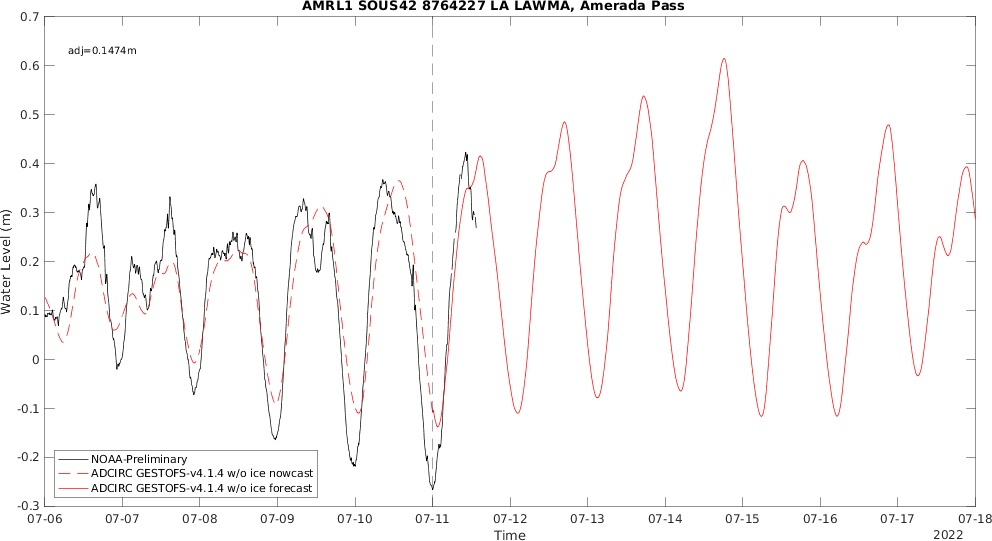 AMRL1 SOUS42 8764227 LA LAWMA, Amerada Pass
adj=0.1474m
0.7
0.6
0.5
0.4
0.3
0.2
0.1
0
-0.1
-0.2
-0.3
Water Level (m)
NOAA-Preliminary
ADCIRC GESTOFS-v4.1.4 w/o ice nowcast
ADCIRC GESTOFS-v4.1.4 w/o ice forecast
07-06 07-07 07-08 07-09 07-10 07-11 07-12 07-13 07-14 07-15 07-16 07-17 07-18
Time
2022